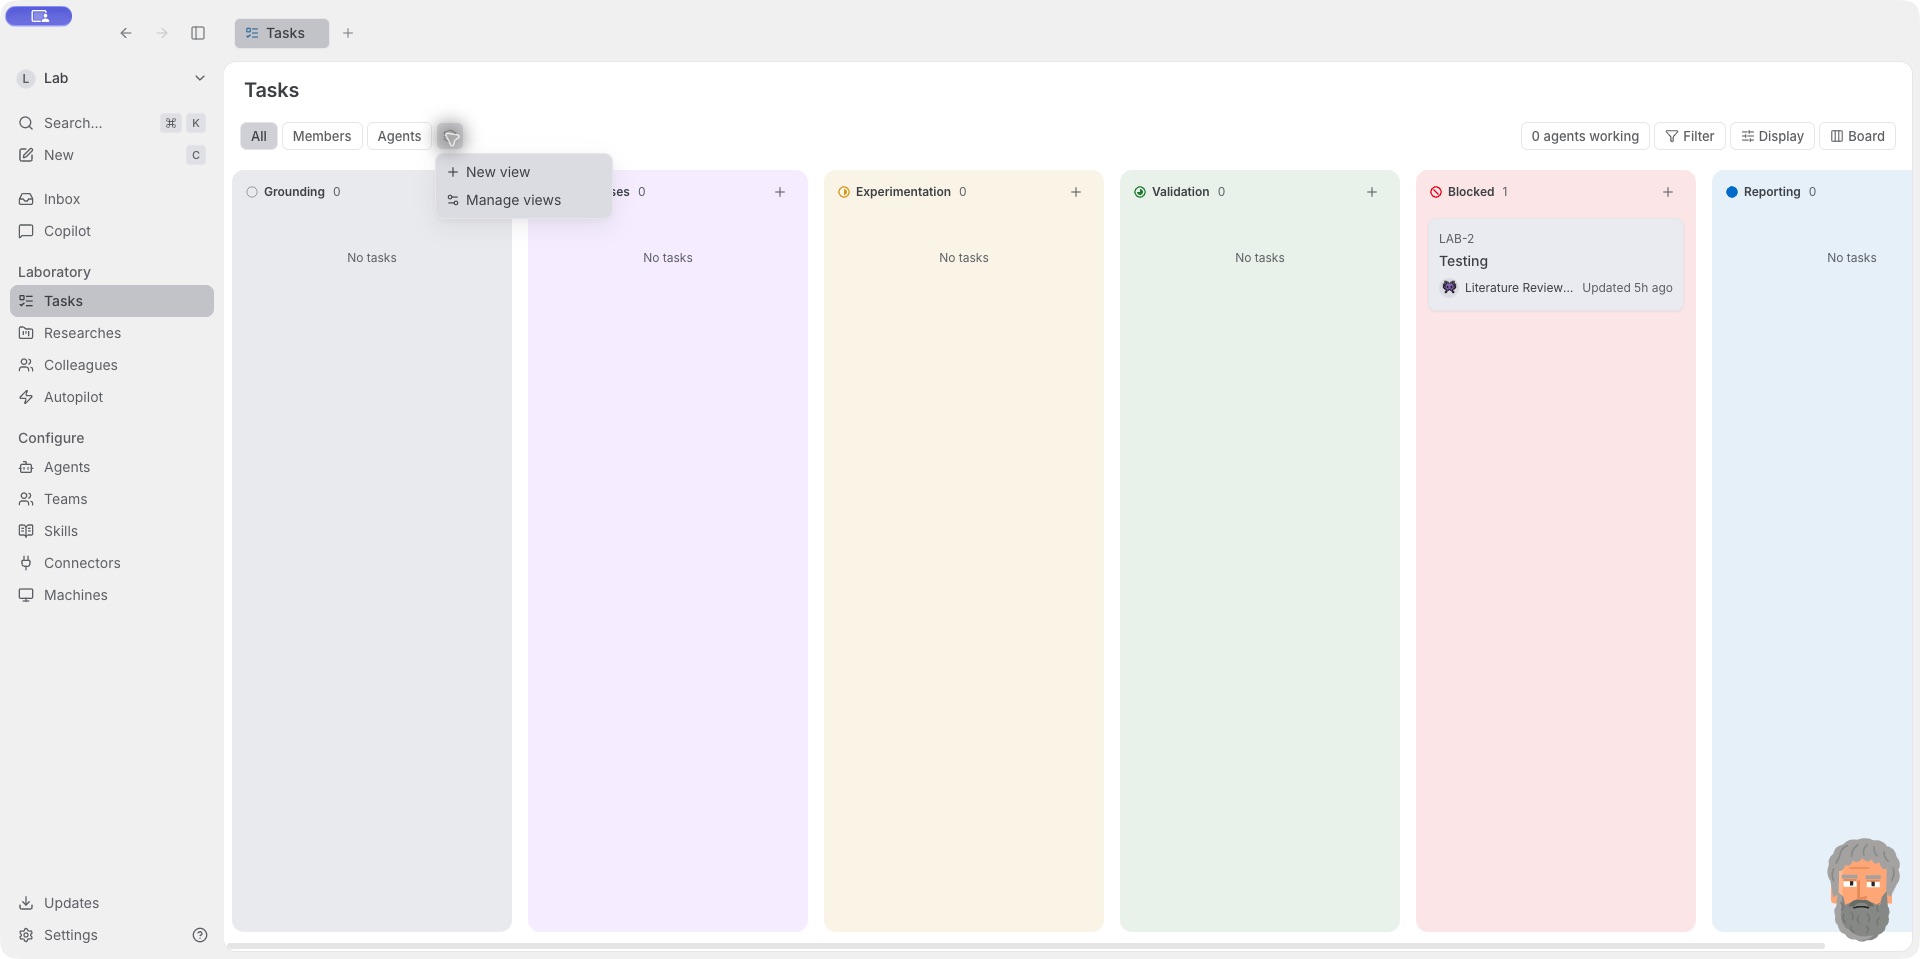 Tasks
L Lab
Tasks
Search... ⌘ K
All Members Agents 0 agents working Filter Display Board
New C
New view
Manage views
Grounding 0
ses 0
Experimentation 0
Validation 0
Blocked 1
Reporting 0
Inbox
Copilot
No tasks
No tasks
No tasks
No tasks
LAB-2
Testing
Literature Review... Updated 5h ago
No tasks
Laboratory
Tasks
Researches
Colleagues
Autopilot
Configure
Agents
Teams
Skills
Connectors
Machines
Updates
Settings